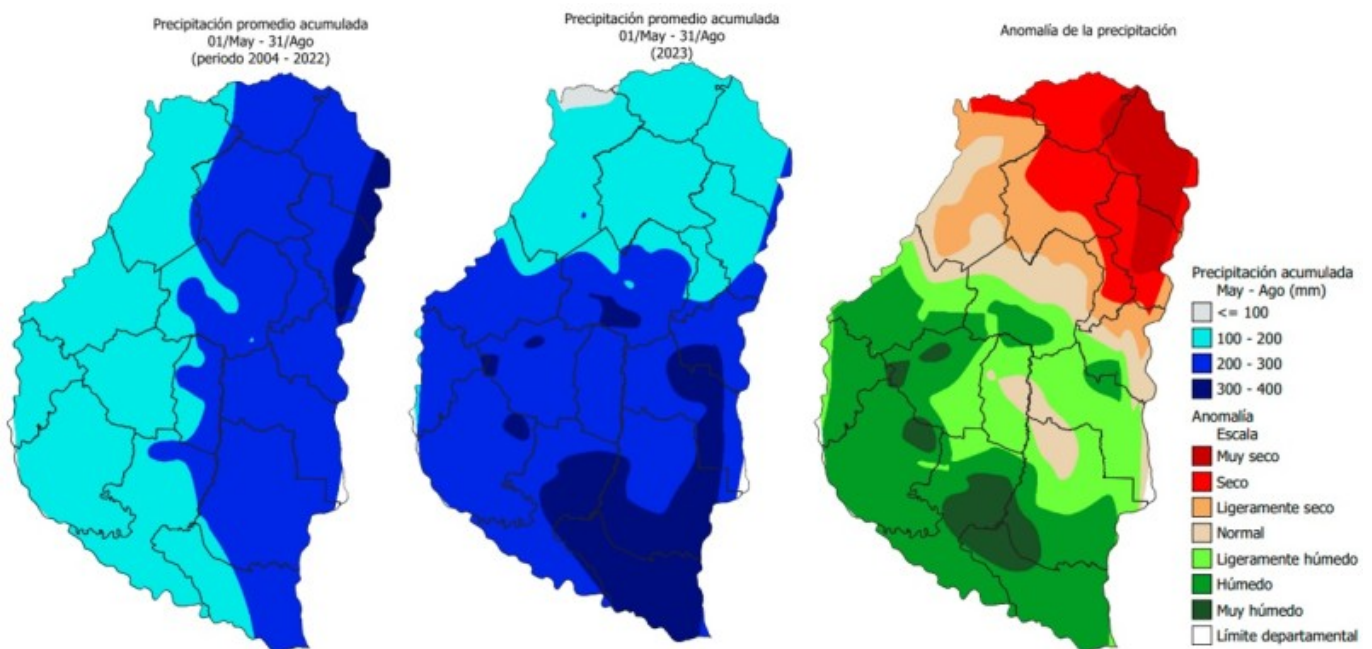 Precipitación promedio acumulada
01/May - 31/Ago
(periodo 2004 - 2022)
Precipitación promedio acumulada
01/May - 31/Ago
(2023)
Anomalía de la precipitación
Precipitación acumulada
May - Ago (mm)
<= 100
100 - 200
200 - 300
300 - 400
Anomalía
Escala
Muy seco
Seco
Ligeramente seco
Normal
Ligeramente húmedo
Húmedo
Muy húmedo
Límite departamental